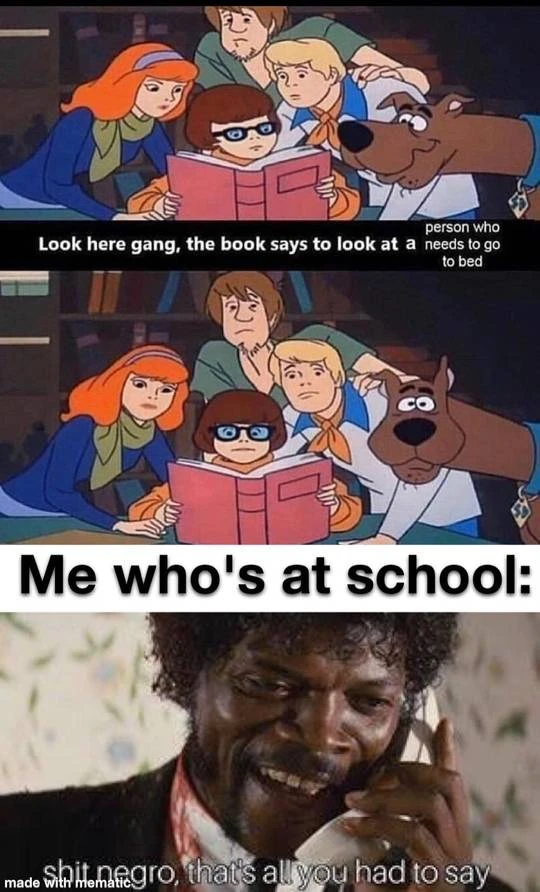 person who
Look here gang, the book says to look at a needs to go
to bed
Me who's at school:
shit negro, that's all you had to say
made with mematic